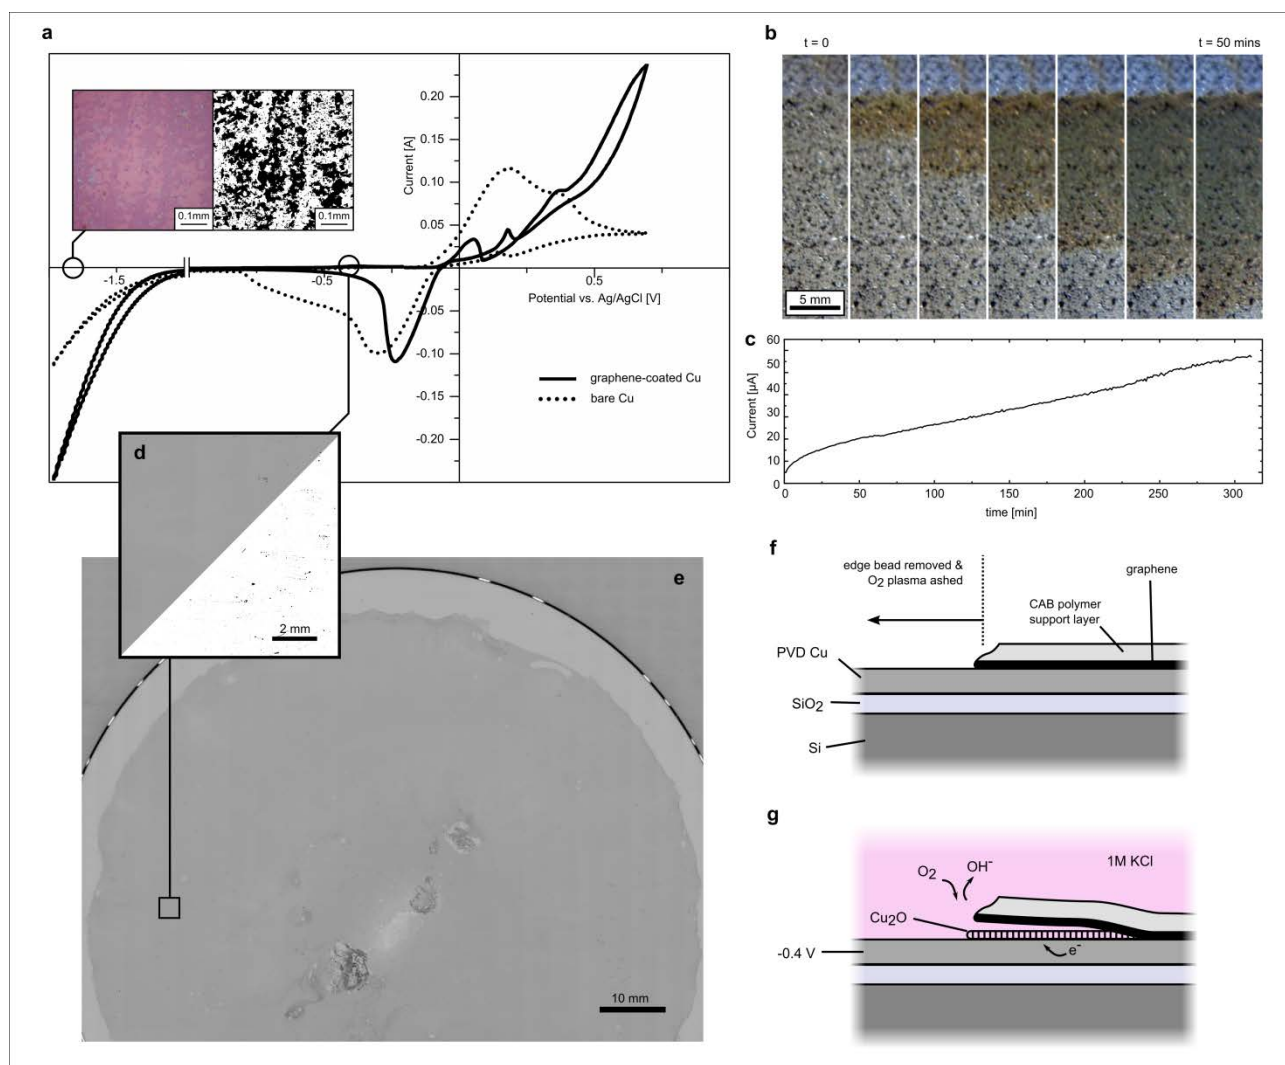 a
0.20
0.15
0.10
0.05
Current [A]
0.1mm
0.1mm
-1.5
-0.5
0.5
Potential vs. Ag/AgCl [V]
-0.05
-0.10
-0.15
-0.20
graphene-coated Cu
bare Cu
b
t = 0
t = 50 mins
5 mm
c
60
50
40
30
20
10
0
Current [µA]
0
50
100
150
200
250
300
time [min]
d
2 mm
e
10 mm
f
edge bead removed &
O2 plasma ashed
graphene
CAB polymer
support layer
PVD Cu
SiO2
Si
g
1M KCl
O2
OH-
Cu2O
-0.4 V
e-